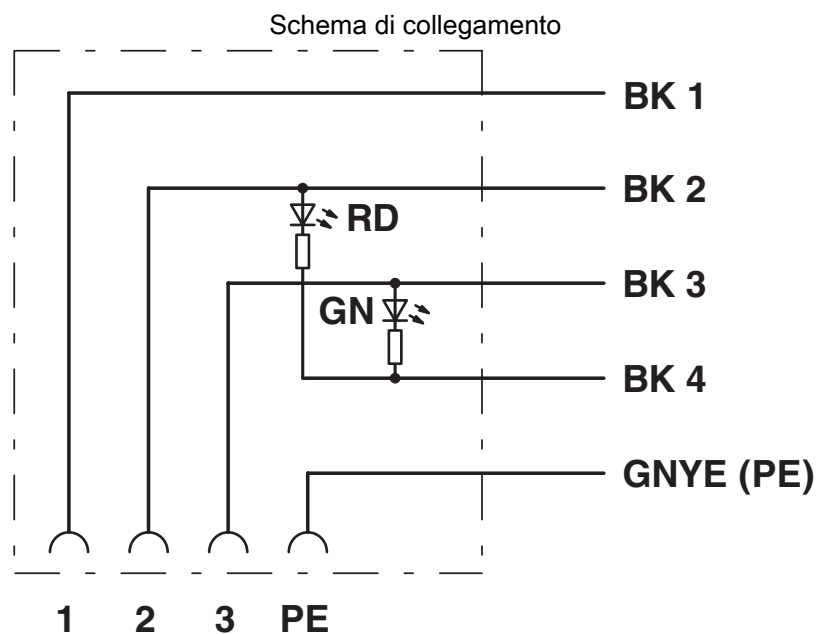 Schema di collegamento
BK 1
BK 2
RD
BK 3
GN
BK 4
GNYE (PE)
1 2 3 PE